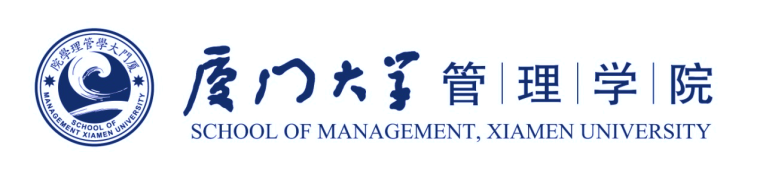 院學理管學大門廈
SCHOOL OF
MANAGEMENT XIAMEN UNIVERSITY
厦门大学管理学院
SCHOOL OF MANAGEMENT, XIAMEN UNIVERSITY